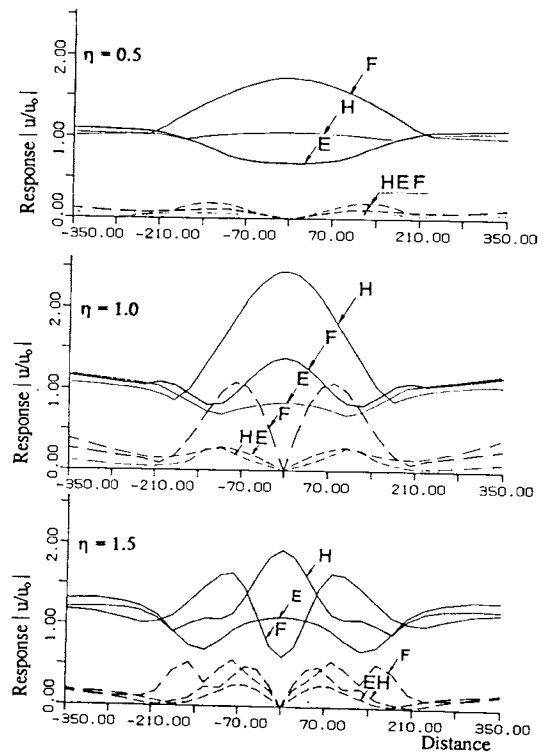 2.00
η = 0.5
F
H
1.00
E
Response | u/u₀|
HEF
0.00
-350.00 -210.00 -70.00 70.00 210.00 350.00
2.00
η = 1.0
H
F
E
1.00
Response | u/u₀|
F
HE
0.00
-350.00 -210.00 -70.00 70.00 210.00 350.00
2.00
η = 1.5
H
E
1.00
F
Response | u/u₀|
F
EH
0.00
-350.00 -210.00 -70.00 70.00 210.00 350.00
Distance